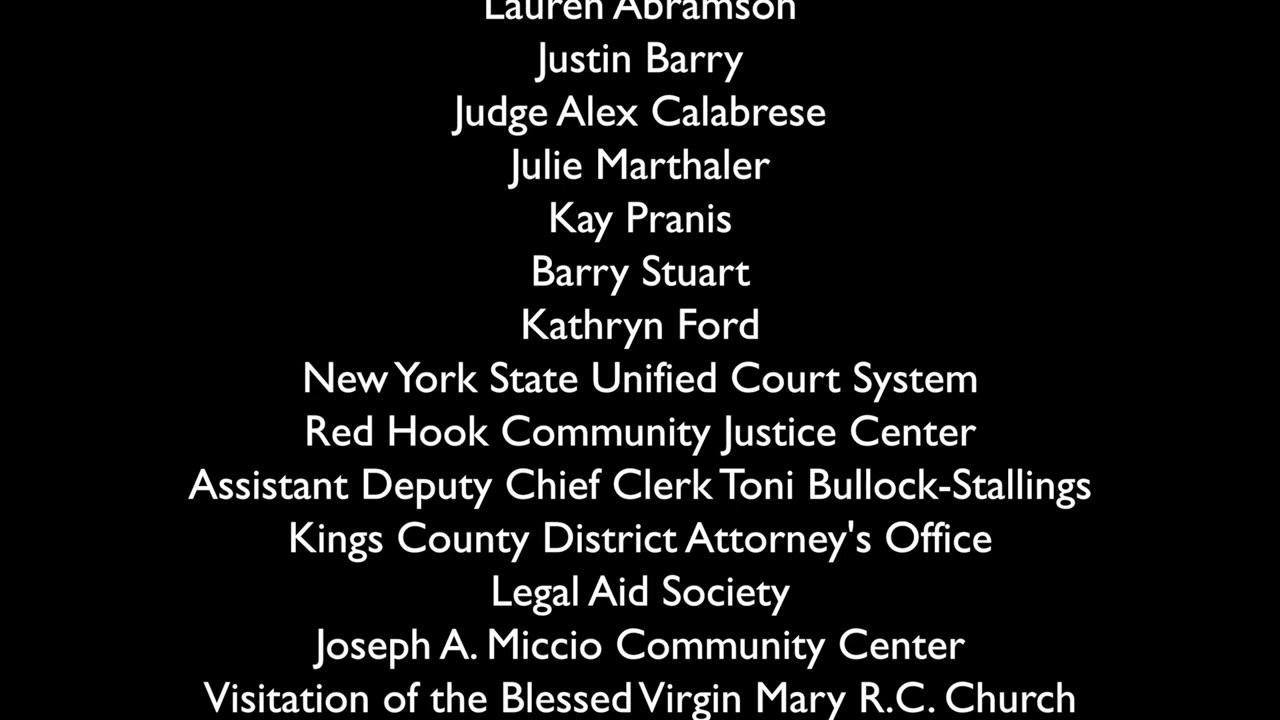 Lauren Abramson
Justin Barry
Judge Alex Calabrese
Julie Marthaler
Kay Pranis
Barry Stuart
Kathryn Ford
New York State Unified Court System
Red Hook Community Justice Center
Assistant Deputy Chief Clerk Toni Bullock-Stallings
Kings County District Attorney's Office
Legal Aid Society
Joseph A. Miccio Community Center
Visitation of the Blessed Virgin Mary R.C. Church